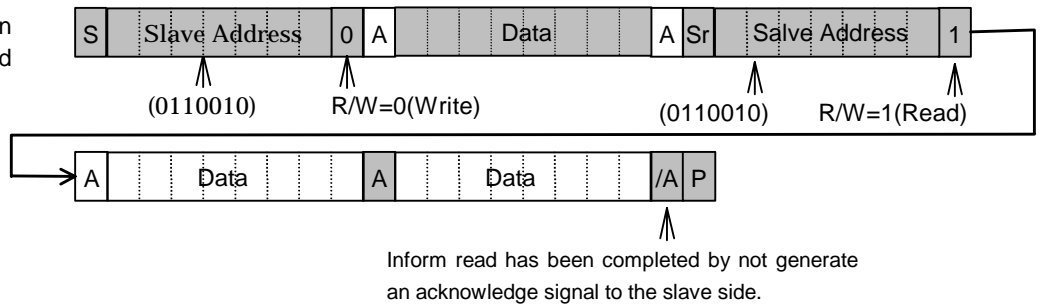 n
d
S Slave Address 0 A Data A Sr Salve Address 1
(0110010) R/W=0(Write) (0110010) R/W=1(Read)
A Data A Data /A P
Inform read has been completed by not generate
an acknowledge signal to the slave side.